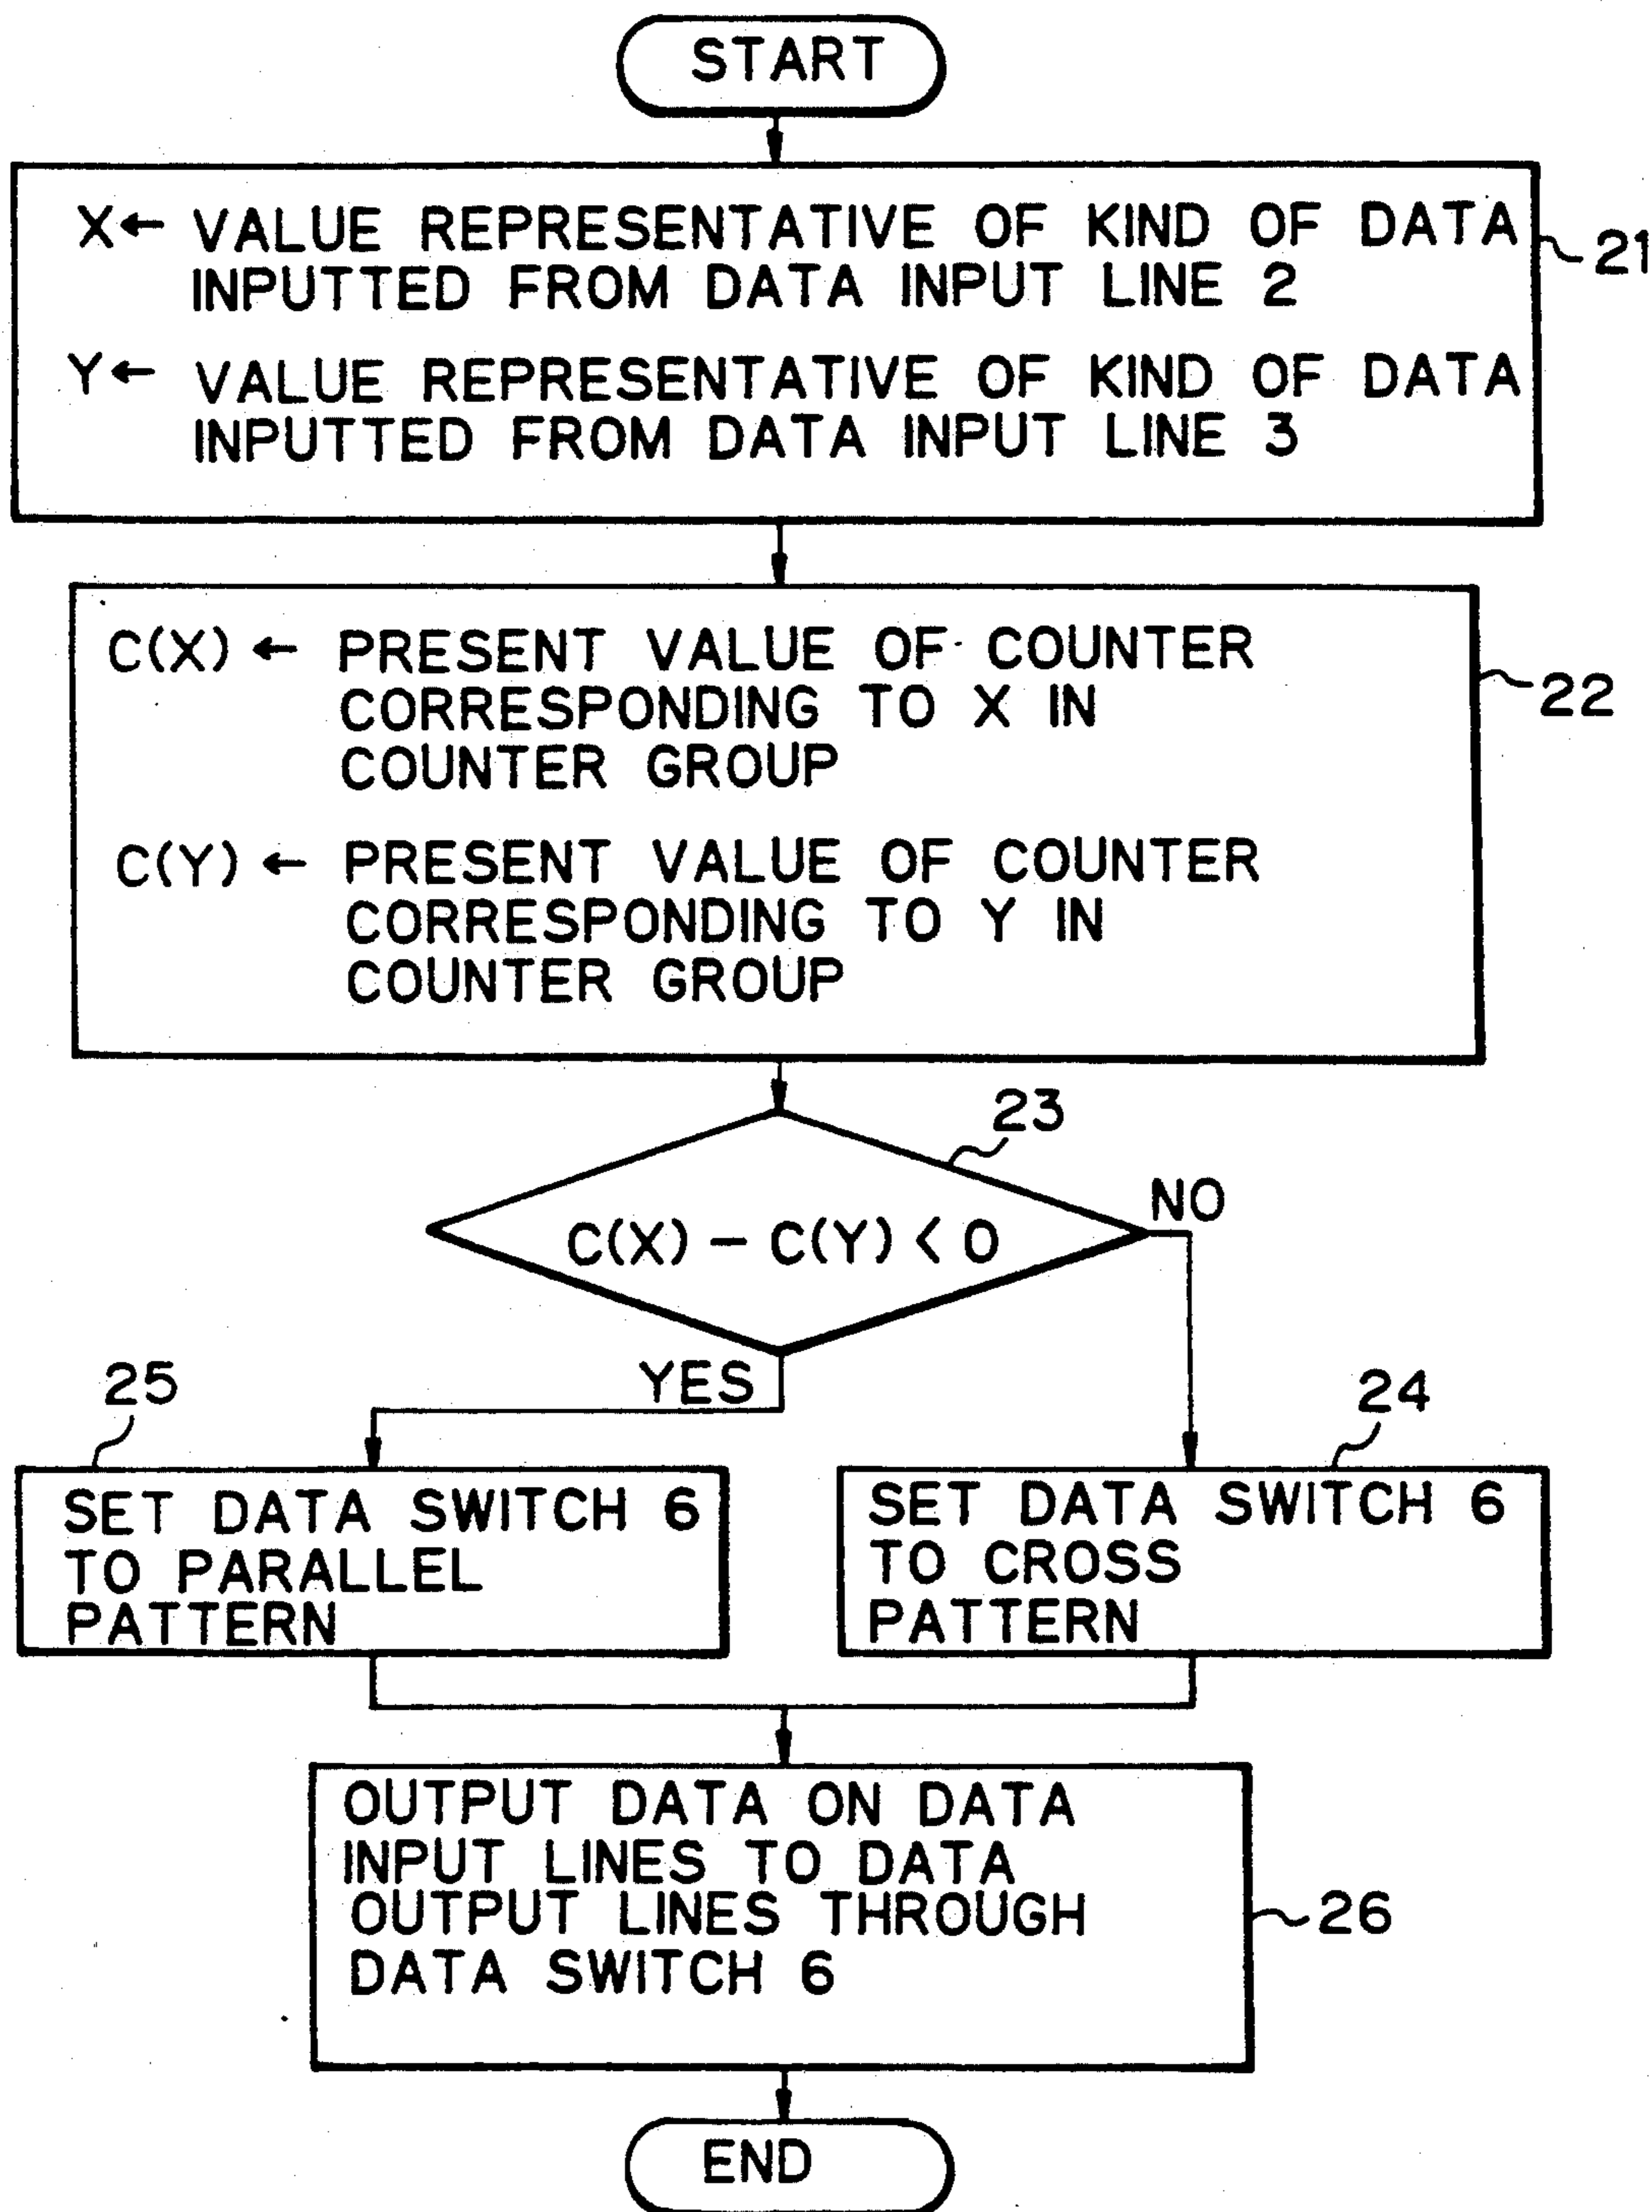 START
X← VALUE REPRESENTATIVE OF KIND OF DATA
INPUTTED FROM DATA INPUT LINE 2
21
Y← VALUE REPRESENTATIVE OF KIND OF DATA
INPUTTED FROM DATA INPUT LINE 3
C(X) ← PRESENT VALUE OF COUNTER
CORRESPONDING TO X IN
COUNTER GROUP
22
C(Y) ← PRESENT VALUE OF COUNTER
CORRESPONDING TO Y IN
COUNTER GROUP
23
C(X) – C(Y) < 0
NO
YES
25
SET DATA SWITCH 6
TO PARALLEL
PATTERN
24
SET DATA SWITCH 6
TO CROSS
PATTERN
OUTPUT DATA ON DATA
INPUT LINES TO DATA
OUTPUT LINES THROUGH
DATA SWITCH 6
26
END